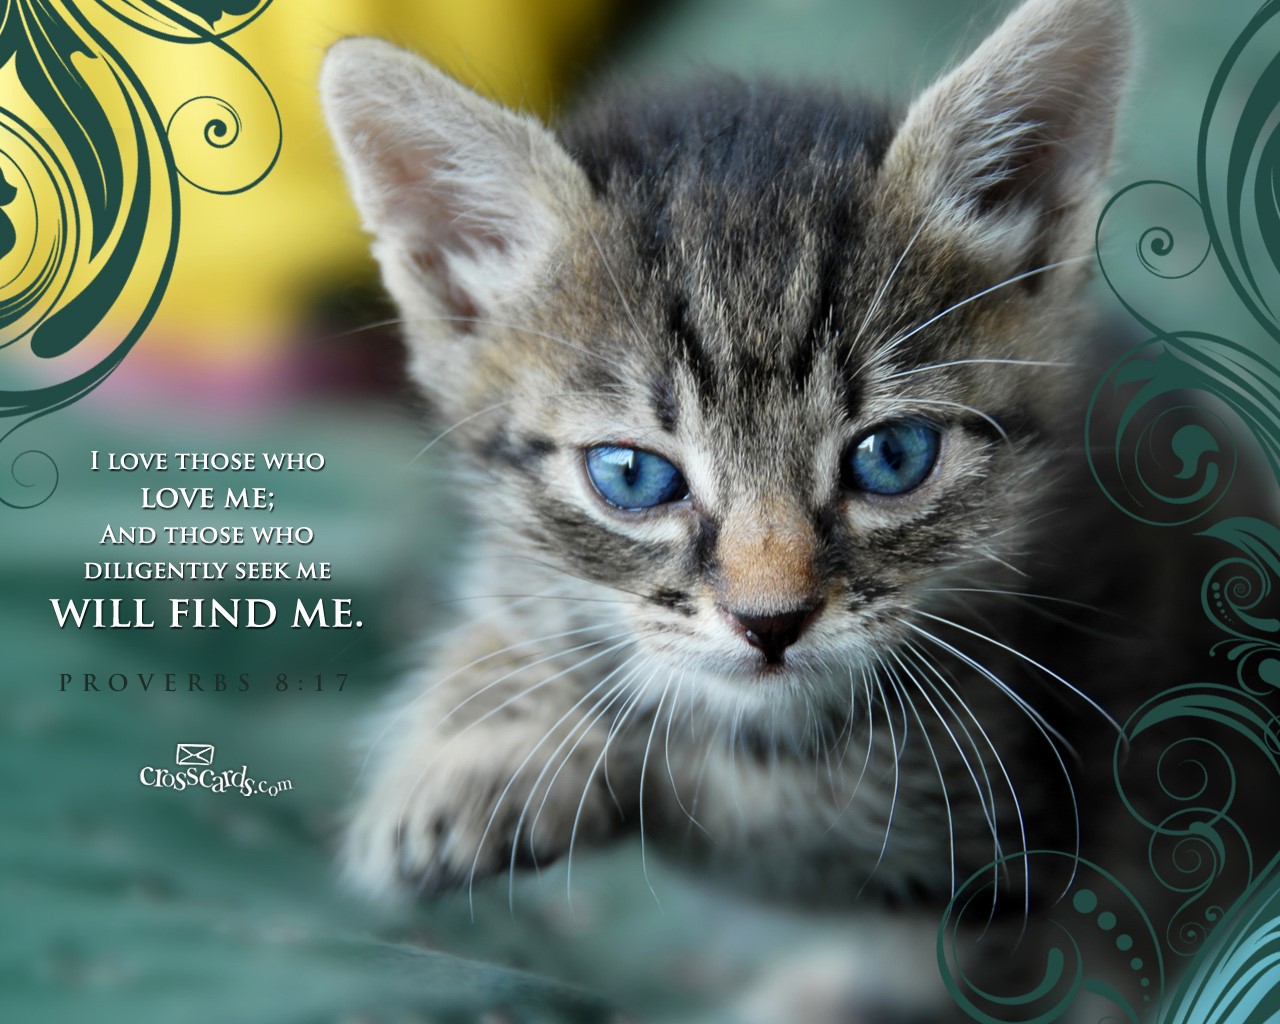 I LOVE THOSE WHO
LOVE ME;
AND THOSE WHO
DILIGENTLY SEEK ME
WILL FIND ME.
PROVERBS 8:17
crosscards.com